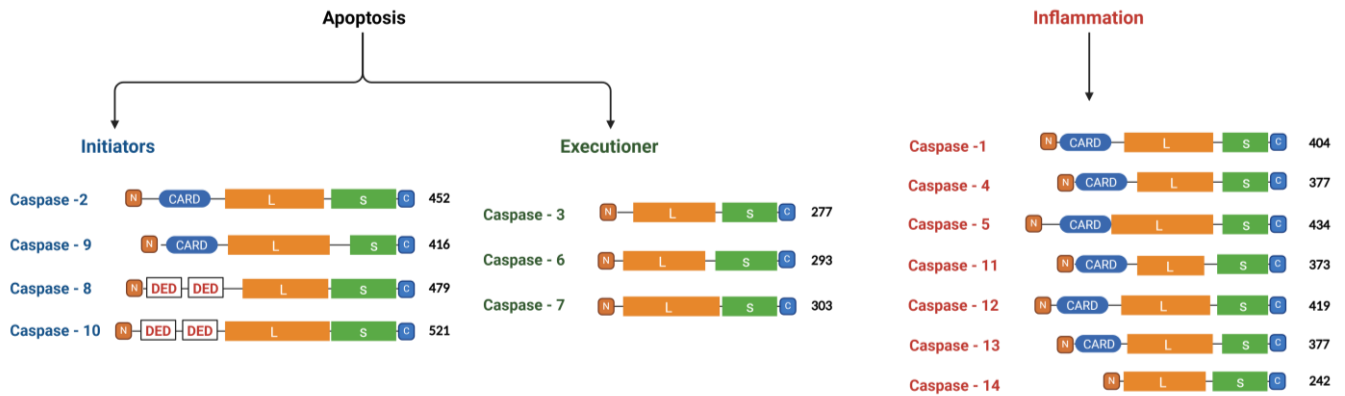 Apoptosis
Inflammation
Initiators
Executioner
Caspase -2 N CARD L S C 452
Caspase - 9 N CARD L S C 416
Caspase - 8 N DED DED L S C 479
Caspase - 10 N DED DED L S C 521
Caspase - 3 N L S C 277
Caspase - 6 N L S C 293
Caspase - 7 N L S C 303
Caspase -1 N CARD L S C 404
Caspase - 4 N CARD L S C 377
Caspase - 5 N CARD L S C 434
Caspase - 11 N CARD L S C 373
Caspase - 12 N CARD L S C 419
Caspase - 13 N CARD L S C 377
Caspase - 14 N L S C 242